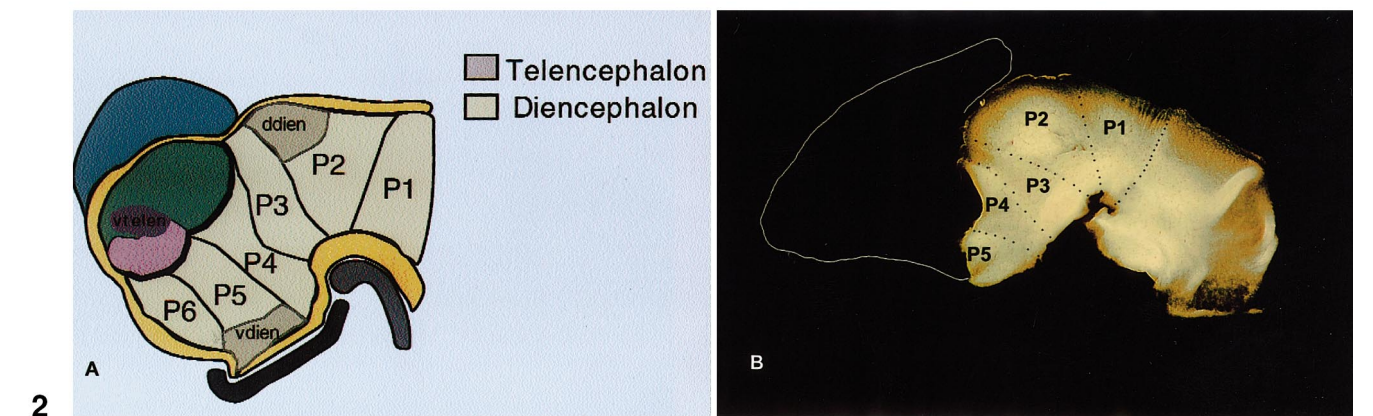 Telencephalon
Diencephalon
ddien
P2
P1
P3
vtelen
P4
P5
P6
vdien
A
P2
P1
P3
P4
P5
B
2